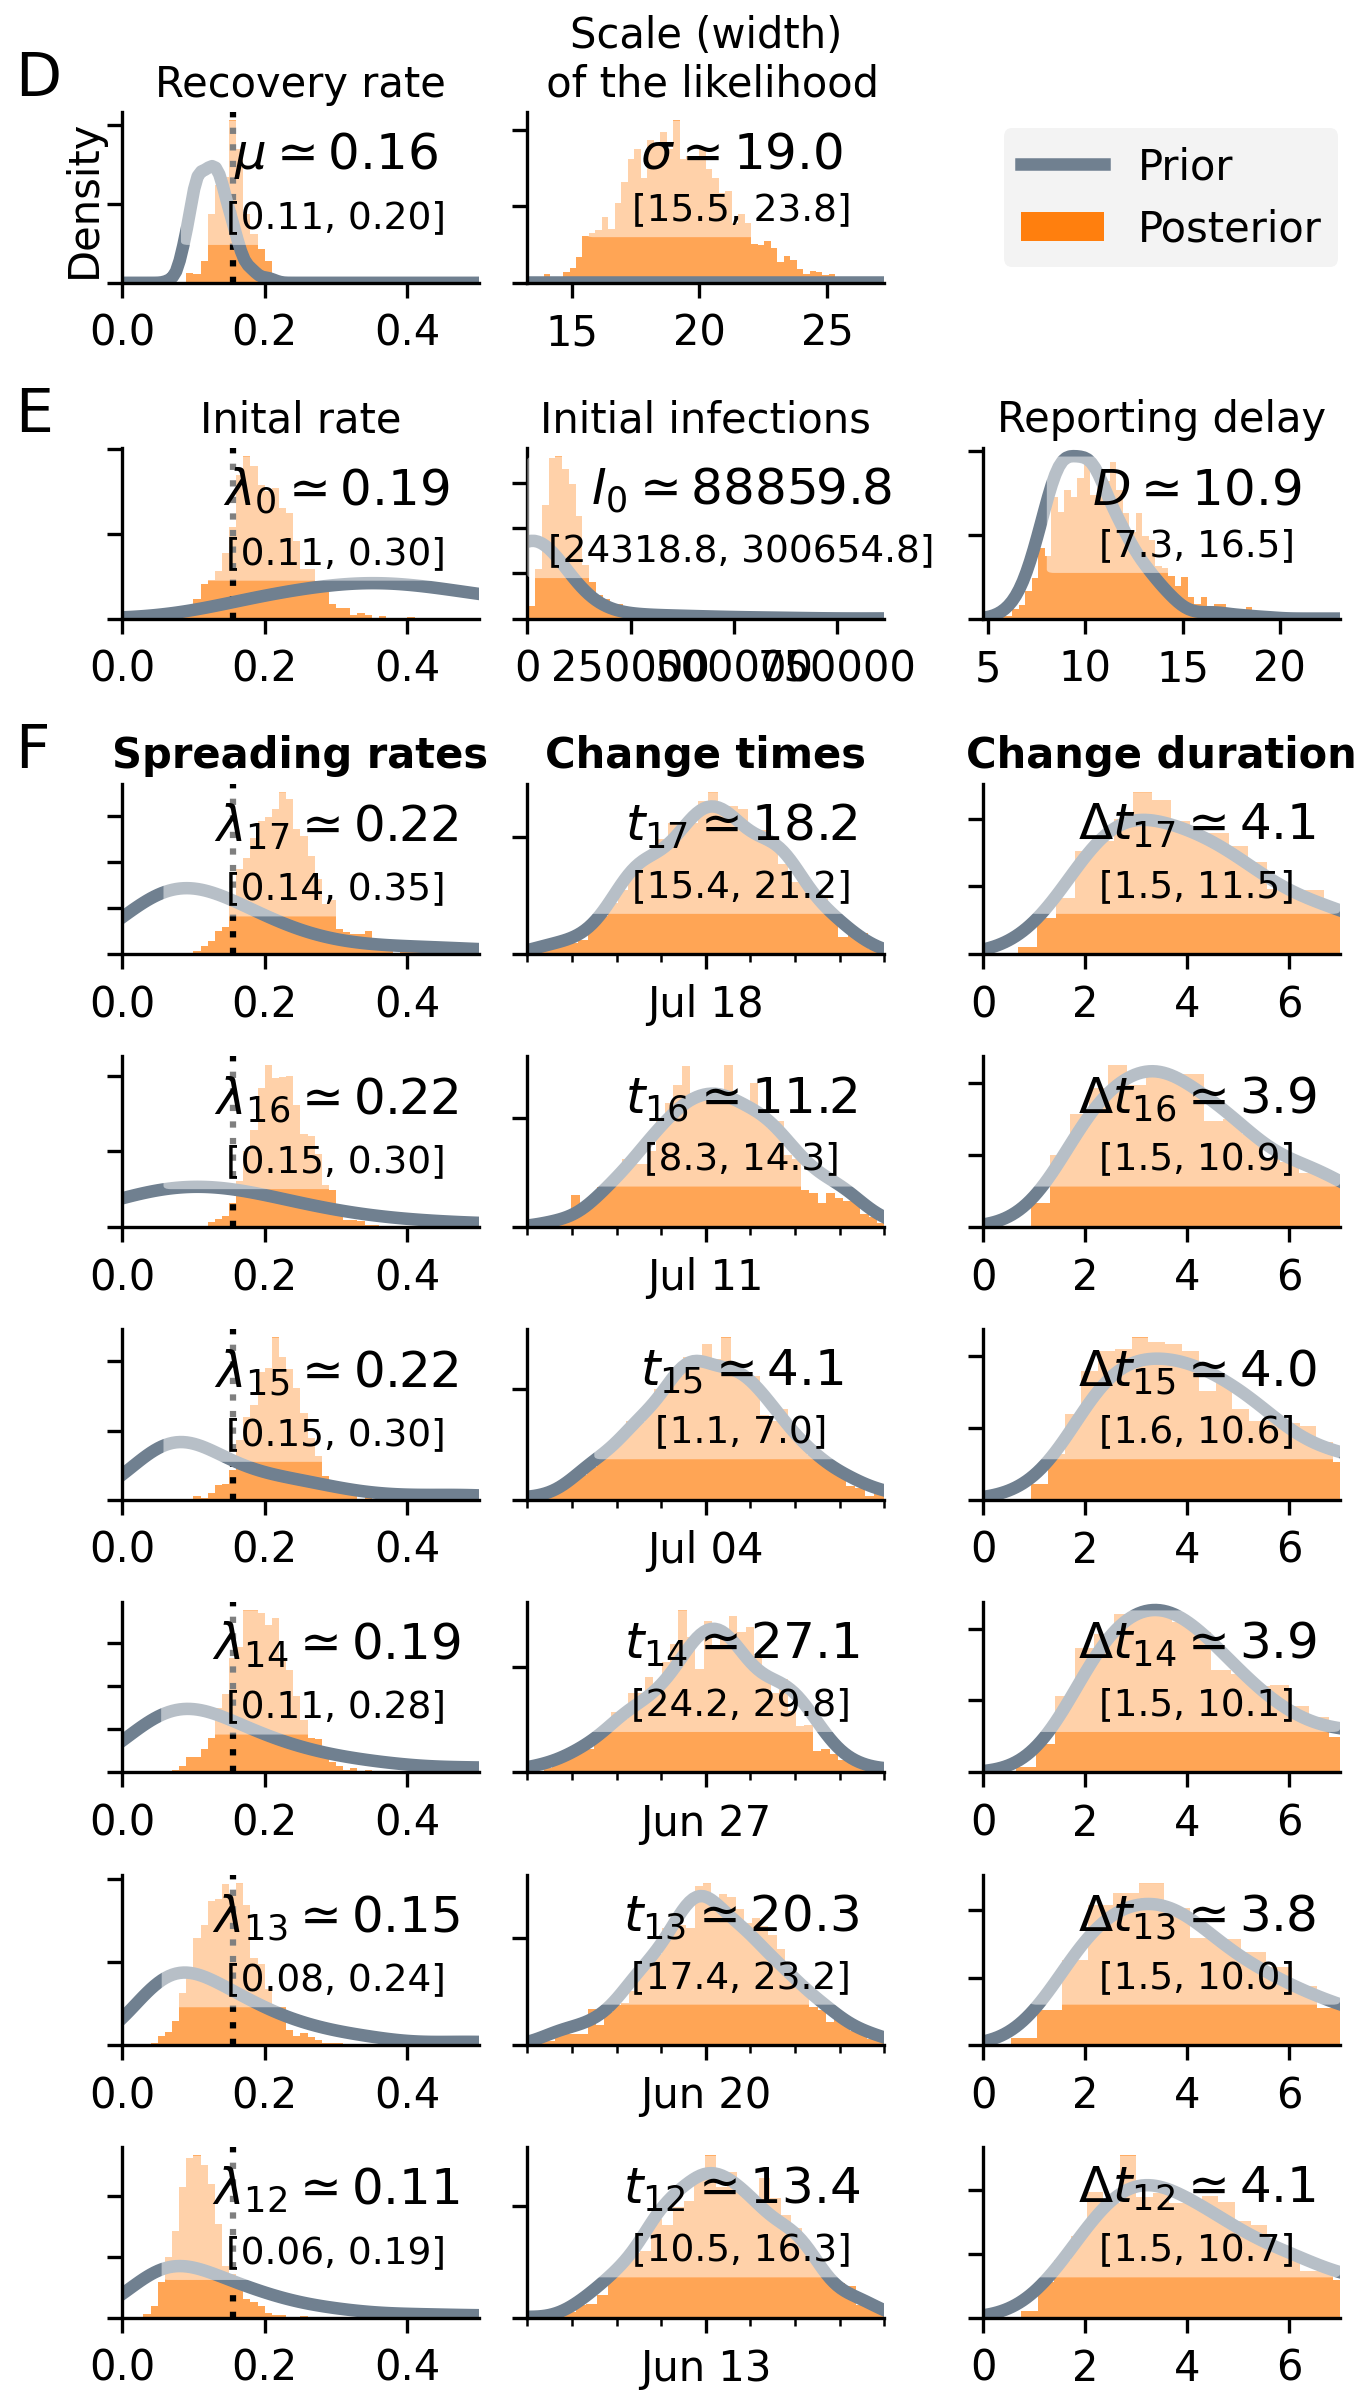 D
Recovery rate
Scale (width)
of the likelihood
Density
μ ≃ 0.16
[0.11, 0.20]
σ ≃ 19.0
[15.5, 23.8]
Prior
Posterior
0.0 0.2 0.4
15 20 25
E
Inital rate
Initial infections
Reporting delay
λ0 ≃ 0.19
[0.11, 0.30]
I0 ≃ 88859.8
[24318.8, 300654.8]
D ≃ 10.9
[7.3, 16.5]
0.0 0.2 0.4
0 250000 500000 750000
5 10 15 20
F
Spreading rates
Change times
Change duration
λ17 ≃ 0.22
[0.14, 0.35]
t17 ≃ 18.2
[15.4, 21.2]
Δt17 ≃ 4.1
[1.5, 11.5]
0.0 0.2 0.4
Jul 18
0 2 4 6
λ16 ≃ 0.22
[0.15, 0.30]
t16 ≃ 11.2
[8.3, 14.3]
Δt16 ≃ 3.9
[1.5, 10.9]
0.0 0.2 0.4
Jul 11
0 2 4 6
λ15 ≃ 0.22
[0.15, 0.30]
t15 ≃ 4.1
[1.1, 7.0]
Δt15 ≃ 4.0
[1.6, 10.6]
0.0 0.2 0.4
Jul 04
0 2 4 6
λ14 ≃ 0.19
[0.11, 0.28]
t14 ≃ 27.1
[24.2, 29.8]
Δt14 ≃ 3.9
[1.5, 10.1]
0.0 0.2 0.4
Jun 27
0 2 4 6
λ13 ≃ 0.15
[0.08, 0.24]
t13 ≃ 20.3
[17.4, 23.2]
Δt13 ≃ 3.8
[1.5, 10.0]
0.0 0.2 0.4
Jun 20
0 2 4 6
λ12 ≃ 0.11
[0.06, 0.19]
t12 ≃ 13.4
[10.5, 16.3]
Δt12 ≃ 4.1
[1.5, 10.7]
0.0 0.2 0.4
Jun 13
0 2 4 6